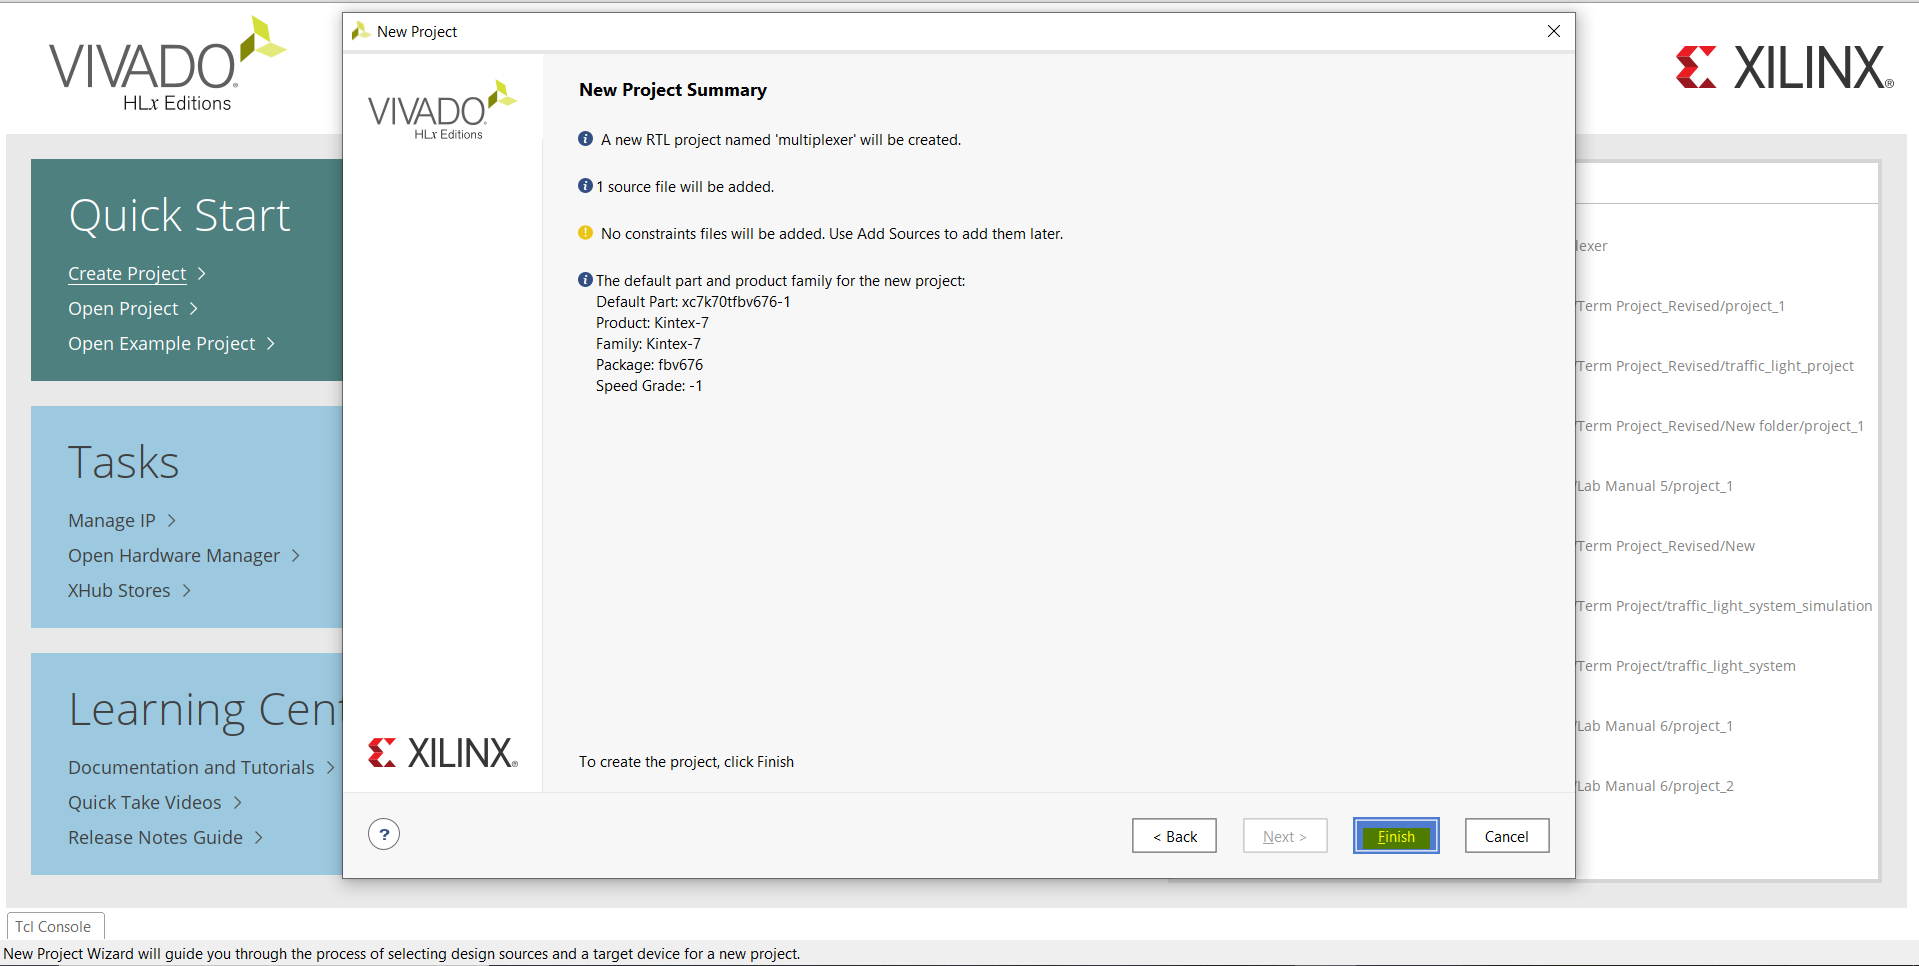 VIVADO
HLx Editions
New Project
XILINX®
VIVADO
HLx Editions
New Project Summary
A new RTL project named 'multiplexer' will be created.
1 source file will be added.
No constraints files will be added. Use Add Sources to add them later.
The default part and product family for the new project:
Default Part: xc7k70tfbv676-1
Product: Kintex-7
Family: Kintex-7
Package: fbv676
Speed Grade: -1
XILINX®
To create the project, click Finish
?
< Back
Next >
Finish
Cancel
Quick Start
Create Project >
Open Project >
Open Example Project >
Tasks
Manage IP >
Open Hardware Manager >
XHub Stores >
Learning Cent
Documentation and Tutorials >
Quick Take Videos >
Release Notes Guide >
lexer
/Term Project_Revised/project_1
/Term Project_Revised/traffic_light_project
/Term Project_Revised/New folder/project_1
/Lab Manual 5/project_1
/Term Project_Revised/New
/Term Project/traffic_light_system_simulation
/Term Project/traffic_light_system
/Lab Manual 6/project_1
/Lab Manual 6/project_2
Tcl Console
New Project Wizard will guide you through the process of selecting design sources and a target device for a new project.